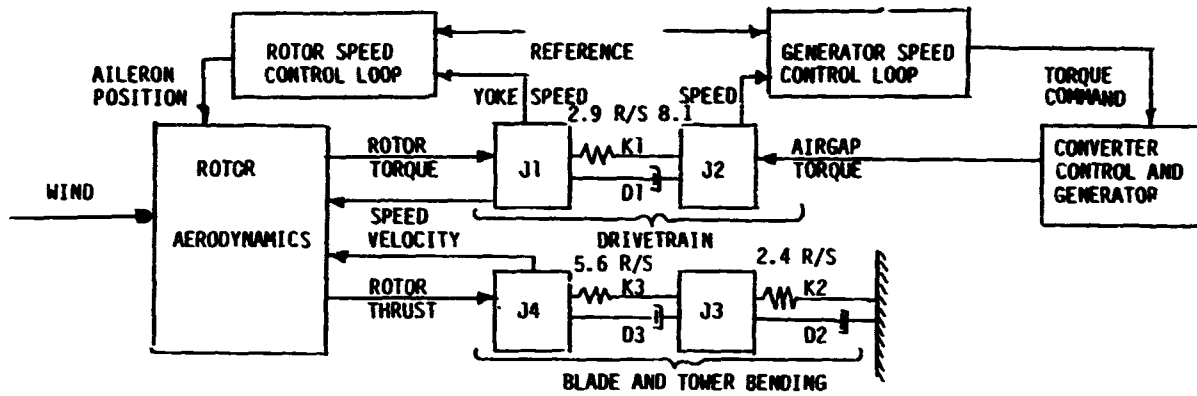 ROTOR SPEED
CONTROL LOOP
REFERENCE
GENERATOR SPEED
CONTROL LOOP
AILERON
POSITION
YOKE SPEED
SPEED
TORQUE
COMMAND
2.9 R/S 8.1
WIND
ROTOR
AERODYNAMICS
ROTOR
TORQUE
J1
K1
D1
J2
AIRGAP
TORQUE
CONVERTER
CONTROL AND
GENERATOR
SPEED
VELOCITY
DRIVETRAIN
5.6 R/S
2.4 R/S
ROTOR
THRUST
J4
K3
D3
J3
K2
D2
BLADE AND TOWER BENDING